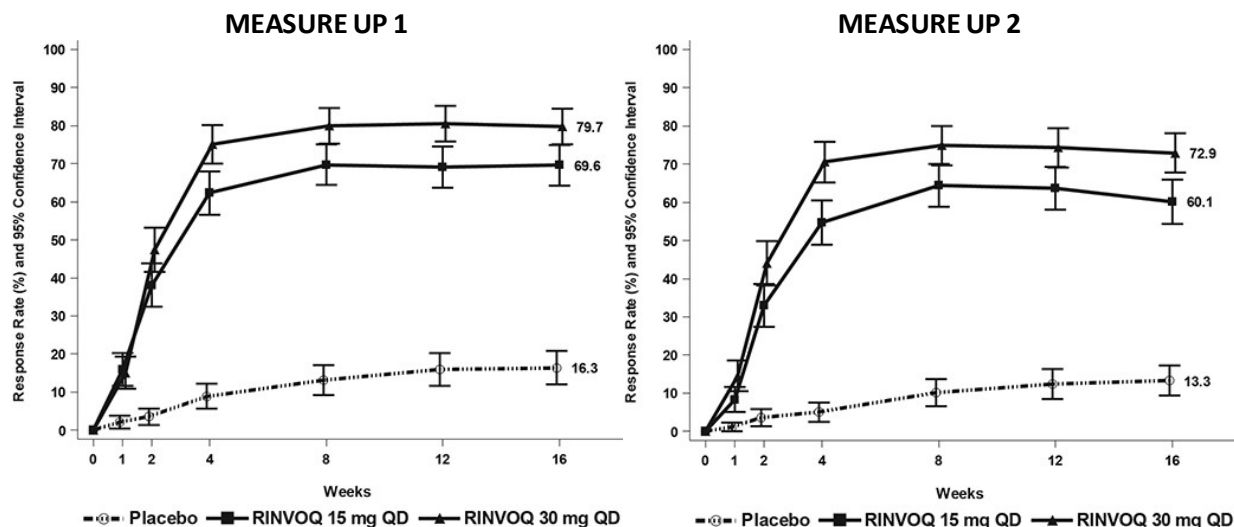 MEASURE UP 1
Response Rate (%) and 95% Confidence Interval
100
90
80
70
60
50
40
30
20
10
0
79.7
69.6
16.3
0 1 2 4 8 12 16
Weeks
Placebo RINVOQ 15 mg QD RINVOQ 30 mg QD
MEASURE UP 2
Response Rate (%) and 95% Confidence Interval
100
90
80
70
60
50
40
30
20
10
0
72.9
60.1
13.3
0 1 2 4 8 12 16
Weeks
Placebo RINVOQ 15 mg QD RINVOQ 30 mg QD